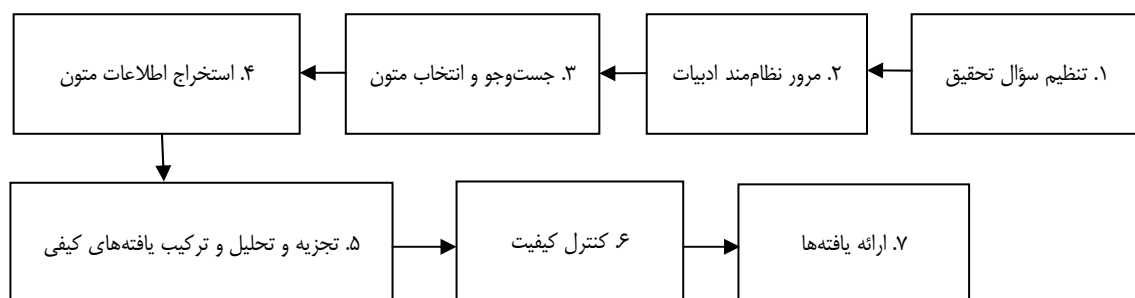 ۱. تنظیم سؤال تحقیق
۲. مرور نظام‌مند ادبیات
۳. جست‌وجو و انتخاب متون
۴. استخراج اطلاعات متون
۵. تجزیه و تحلیل و ترکیب یافته‌های کیفی
۶. کنترل کیفیت
۷. ارائه یافته‌ها